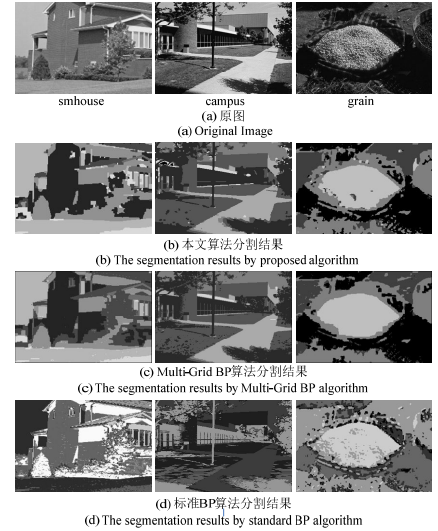 smhouse campus grain
(a) 原图
(a) Original Image
(b) 本文算法分割结果
(b) The segmentation results by proposed algorithm
(c) Multi-Grid BP算法分割结果
(c) The segmentation results by Multi-Grid BP algorithm
(d) 标准BP算法分割结果
(d) The segmentation results by standard BP algorithm